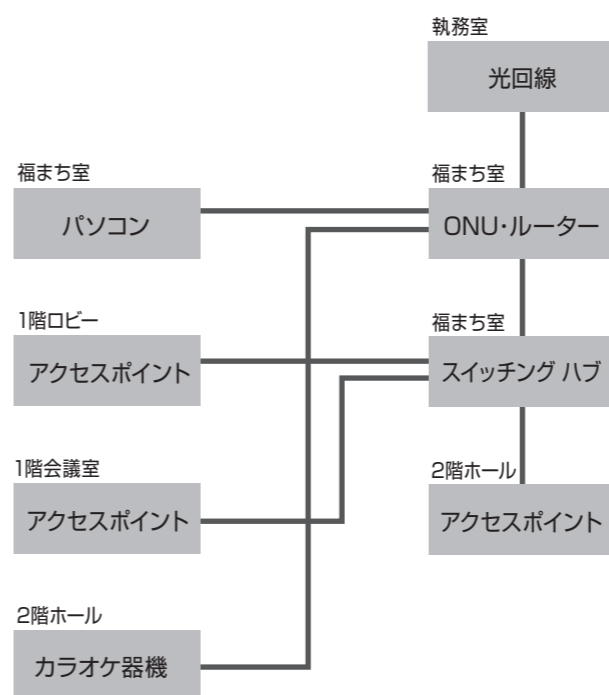 執務室
光回線
福まち室
パソコン
福まち室
ONU・ルーター
1階ロビー
アクセスポイント
福まち室
スイッチング ハブ
1階会議室
アクセスポイント
2階ホール
アクセスポイント
2階ホール
カラオケ器機